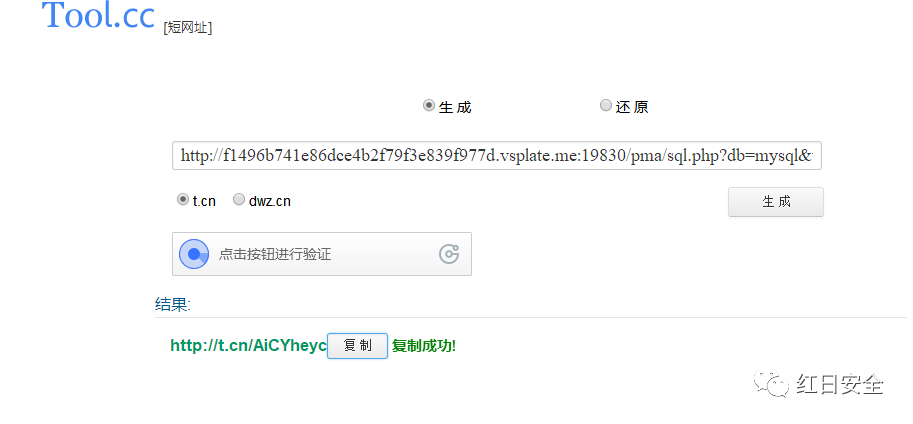 Tool.cc [短网址]
生 成 还 原
http://f1496b741e86dce4b2f79f3e839f977d.vsplate.me:19830/pma/sql.php?db=mysql&
t.cn dwz.cn 生 成
点击按钮进行验证
结果:
http://t.cn/AiCYheyc 复 制 复制成功!
红日安全